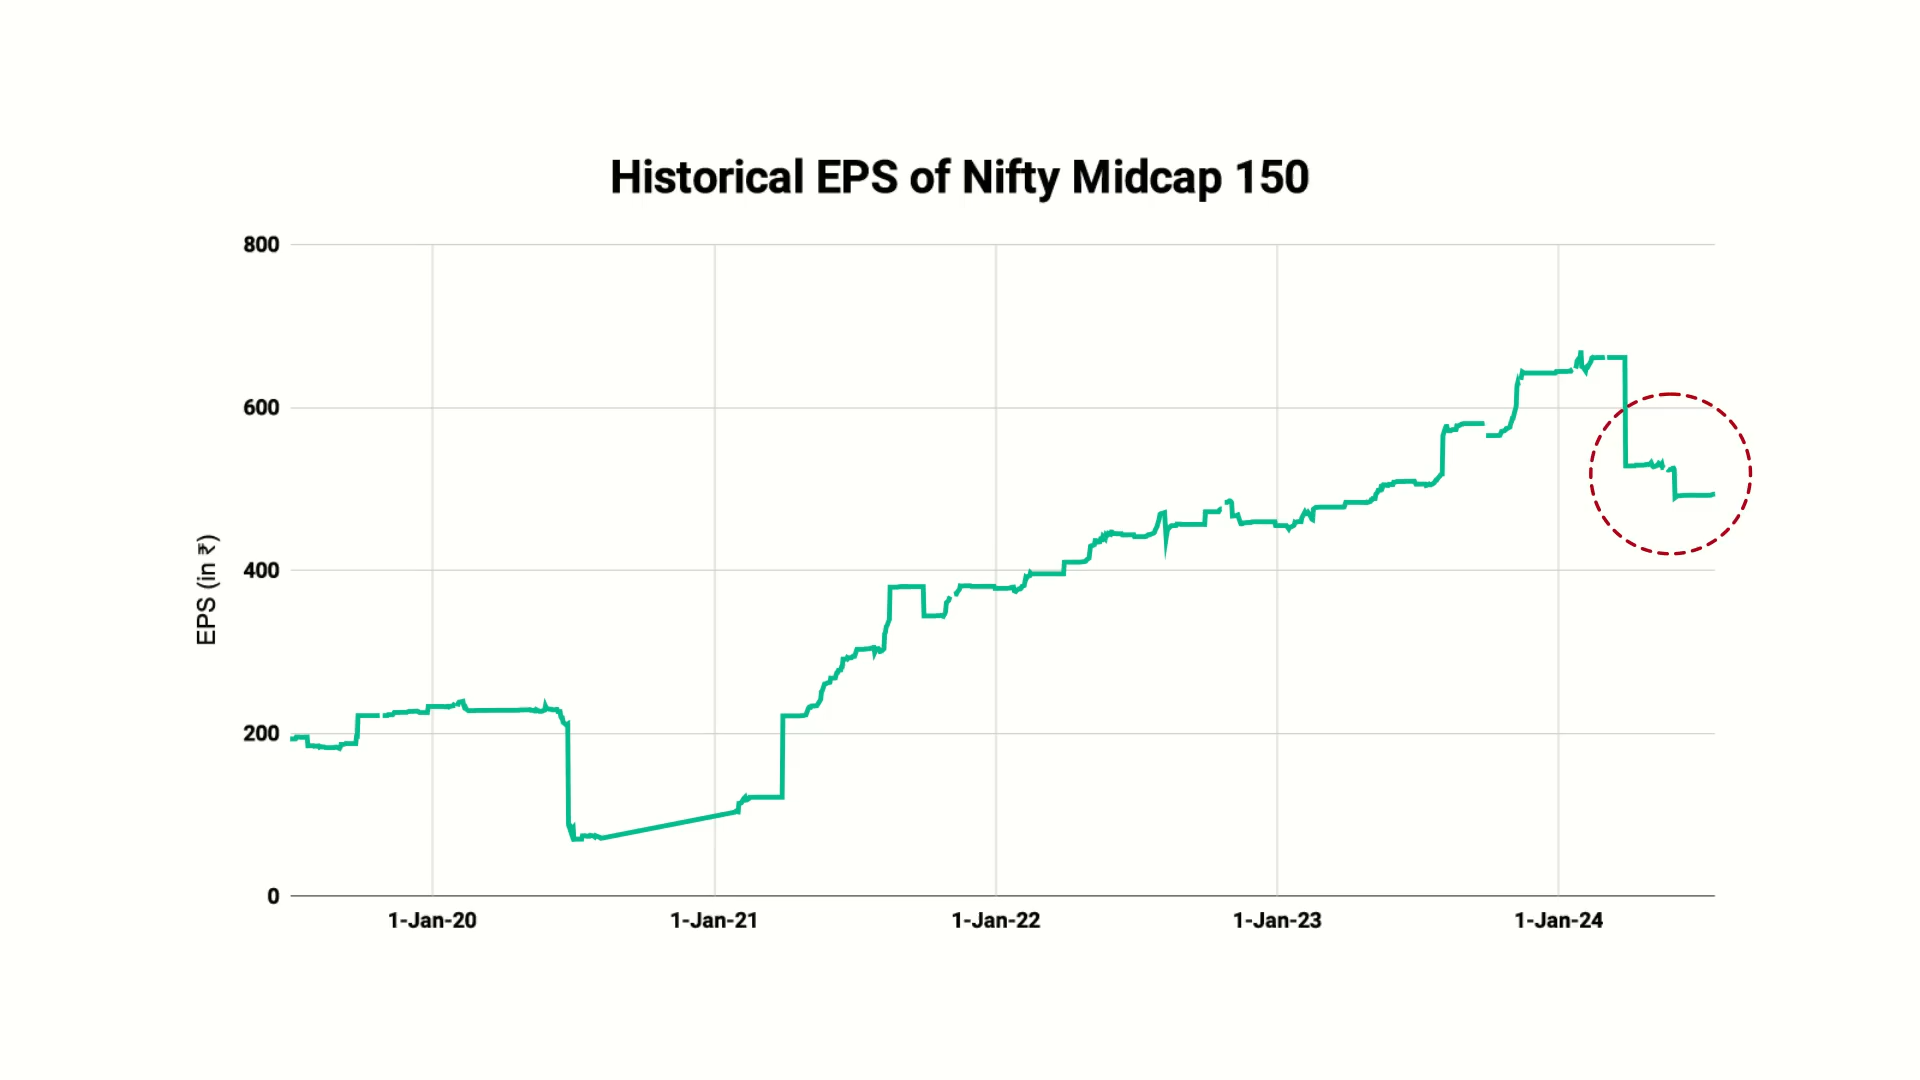 Historical EPS of Nifty Midcap 150
800
600
400
200
0
EPS (in ₹)
1-Jan-20
1-Jan-21
1-Jan-22
1-Jan-23
1-Jan-24